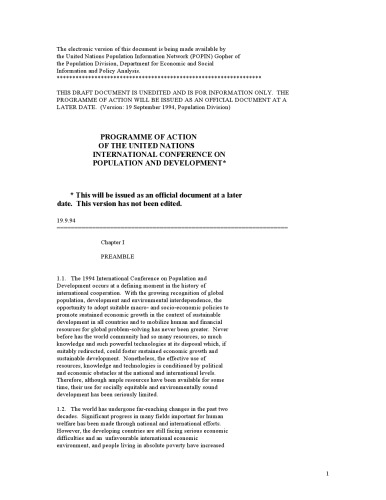 The electronic version of this document is being made available by
the United Nations Population Information Network (POPIN) Gopher of
the Population Division, Department for Economic and Social
Information and Policy Analysis.
******************************************************************
THIS DRAFT DOCUMENT IS UNEDITED AND IS FOR INFORMATION ONLY. THE
PROGRAMME OF ACTION WILL BE ISSUED AS AN OFFICIAL DOCUMENT AT A
LATER DATE. (Version: 19 September 1994, Population Division)
PROGRAMME OF ACTION
OF THE UNITED NATIONS
INTERNATIONAL CONFERENCE ON
POPULATION AND DEVELOPMENT*
* This will be issued as an official document at a later
date. This version has not been edited.
19.9.94
==================================================================
Chapter I
PREAMBLE
1.1. The 1994 International Conference on Population and
Development occurs at a defining moment in the history of
international cooperation. With the growing recognition of global
population, development and environmental interdependence, the
opportunity to adopt suitable macro- and socio-economic policies to
promote sustained economic growth in the context of sustainable
development in all countries and to mobilize human and financial
resources for global problem-solving has never been greater. Never
before has the world community had so many resources, so much
knowledge and such powerful technologies at its disposal which, if
suitably redirected, could foster sustained economic growth and
sustainable development. Nonetheless, the effective use of
resources, knowledge and technologies is conditioned by political
and economic obstacles at the national and international levels.
Therefore, although ample resources have been available for some
time, their use for socially equitable and environmentally sound
development has been seriously limited.
1.2. The world has undergone far-reaching changes in the past two
decades. Significant progress in many fields important for human
welfare has been made through national and international efforts.
However, the developing countries are still facing serious economic
difficulties and an unfavourable international economic
environment, and people living in absolute poverty have increased
1